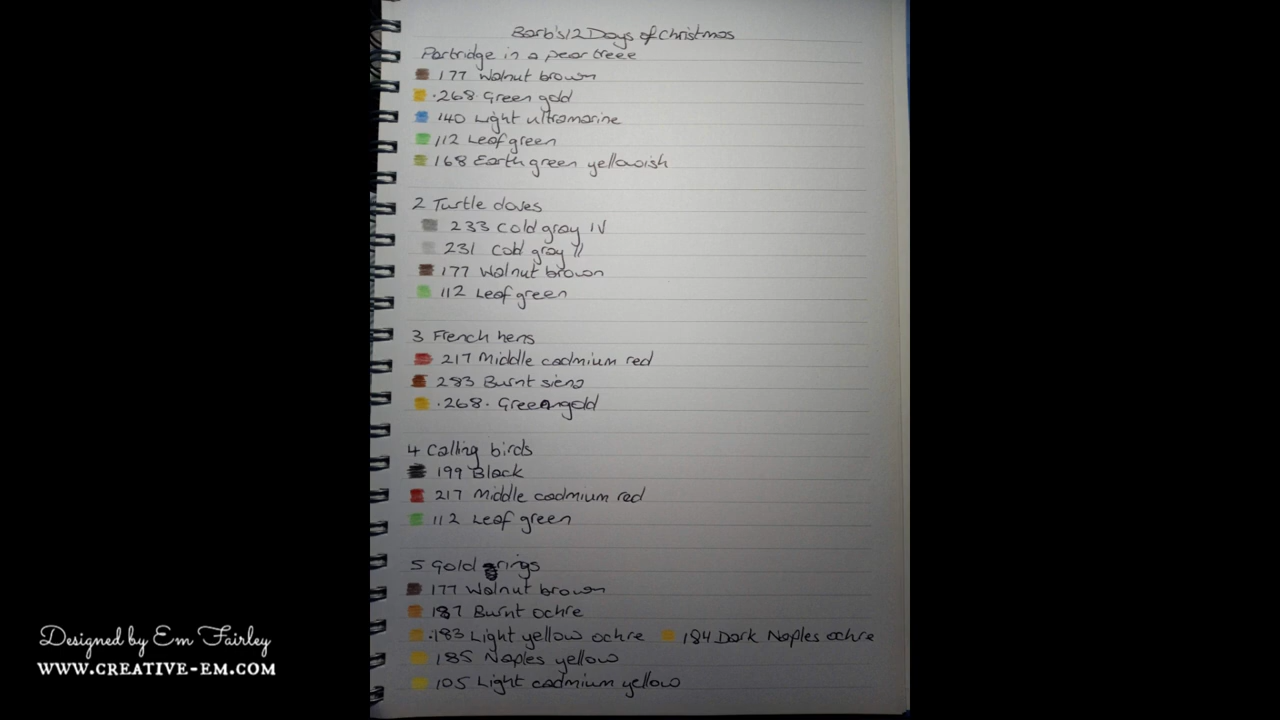 Barb's 12 Days of Christmas
Partridge in a pear treee
177 Walnut brown
.268. Green gold
140 Light ultramarine
112 Leaf green
168 Earth green yellowish
2 Turtle doves
233 Cold gray IV
231 Cold gray II
177 Walnut brown
112 Leaf green
3 French hens
217 Middle cadmium red
283 Burnt siena
.268. Green gold
4 Calling birds
199 Black
217 Middle cadmium red
112 Leaf green
5 Gold rings
177 Walnut brown
187 Burnt ochre
.183 Light yellow ochre 184 Dark Naples ochre
185 Naples yellow
105 Light cadmium yellow
Designed by Em Fairley
WWW.CREATIVE-EM.COM